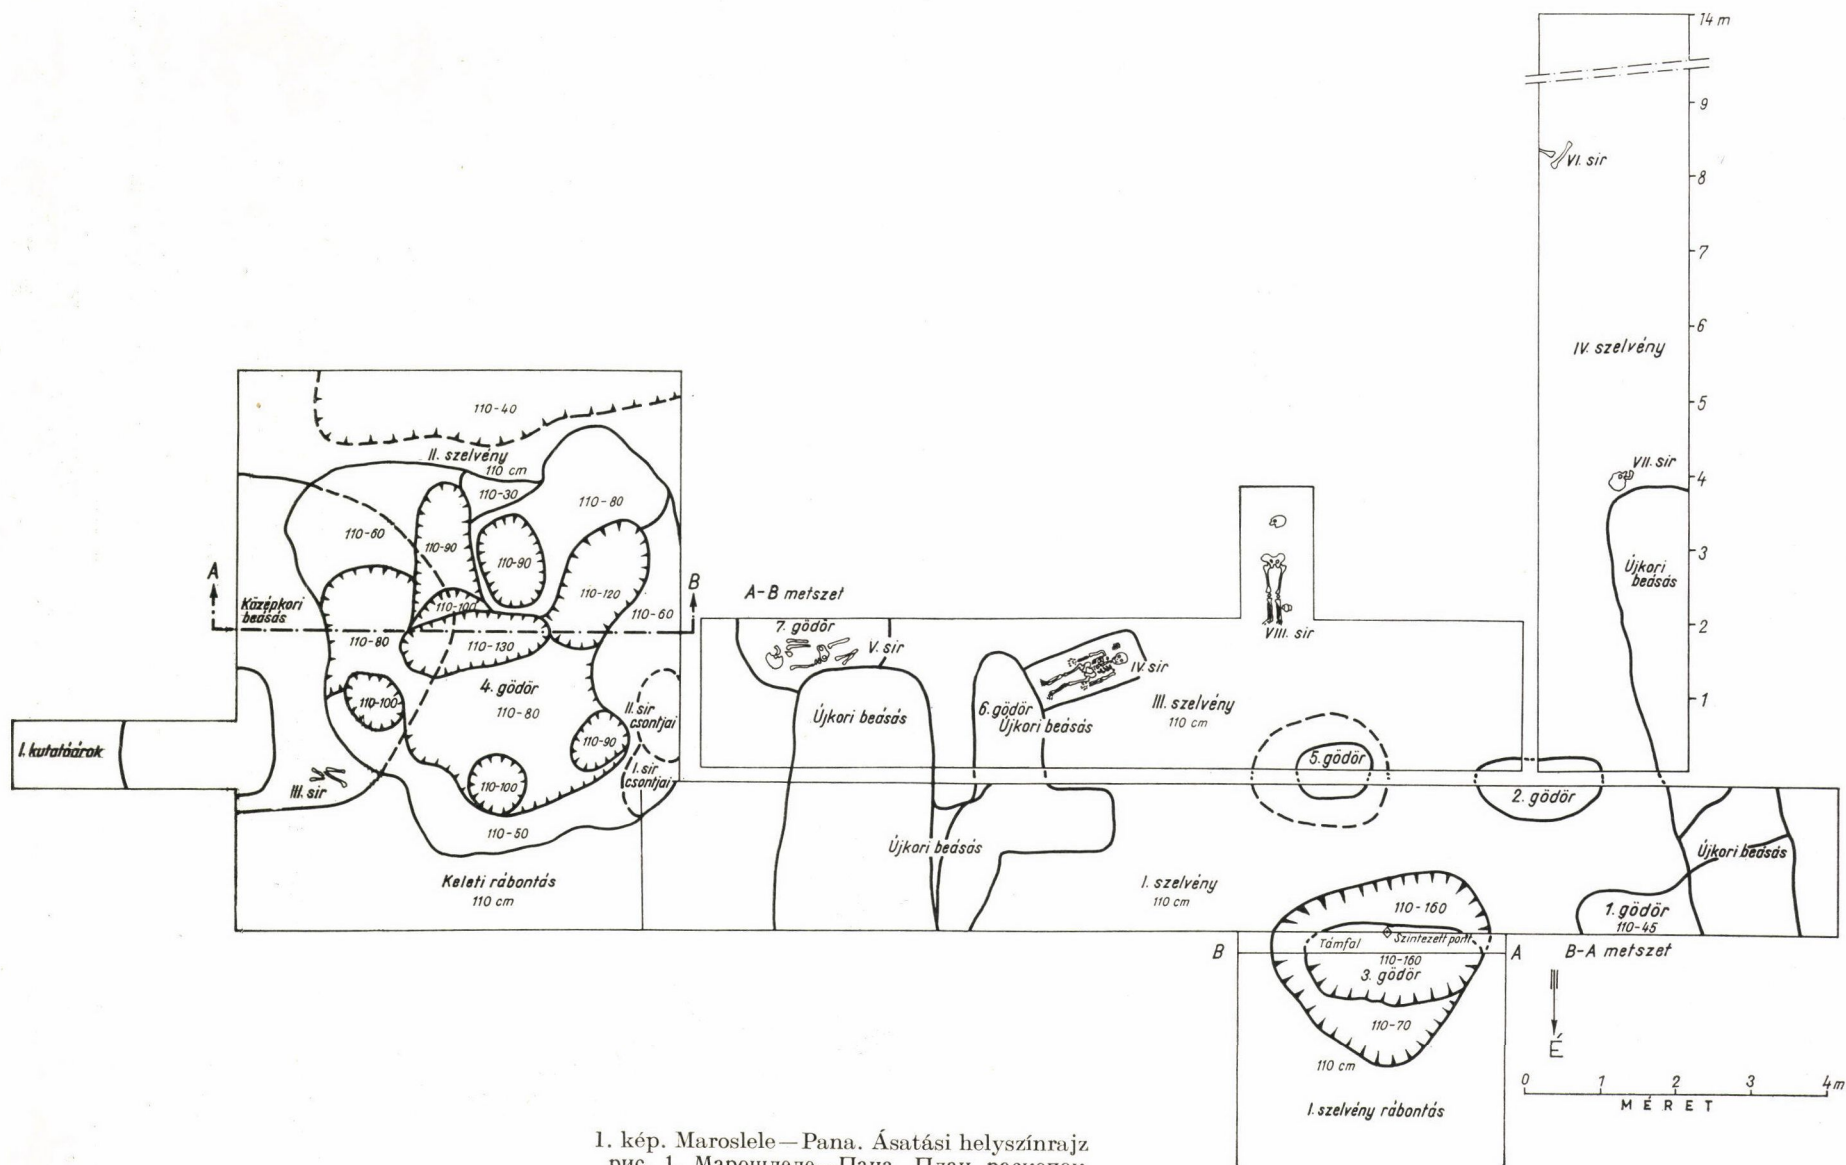 14 m
9
VI. sír
8
7
6
IV. szelvény
5
110-40
II. szelvény
110 cm
VII. sír
4
110-30
110-80
110-60
110-90
110-90
3
Újkori
beásás
A
B
A-B metszet
110-120
Középkori
beásás
110-100
110-60
2
7. gödör
VIII. sír
110-80
110-130
V. sír
IV. sír
4. gödör
110-80
110-100
II. sír
csontjai
Újkori beásás
6. gödör
Újkori beásás
III. szelvény
110 cm
1
I. kutatóárok
110-90
5. gödör
III. sír
110-100
I. sír
csontjai
2. gödör
110-50
Újkori beásás
Újkori beásás
Keleti rábontás
110 cm
I. szelvény
110 cm
110-160
1. gödör
110-45
Támfal
Szintezett pont
B
A
B-A metszet
110-160
3. gödör
110-70
É
110 cm
0 1 2 3 4 m
MÉRET
I. szelvény rábontás
1. kép. Maroslele—Pana. Ásatási helyszínrajz
рис. 1. Марошлеле—Пана. План раскопок